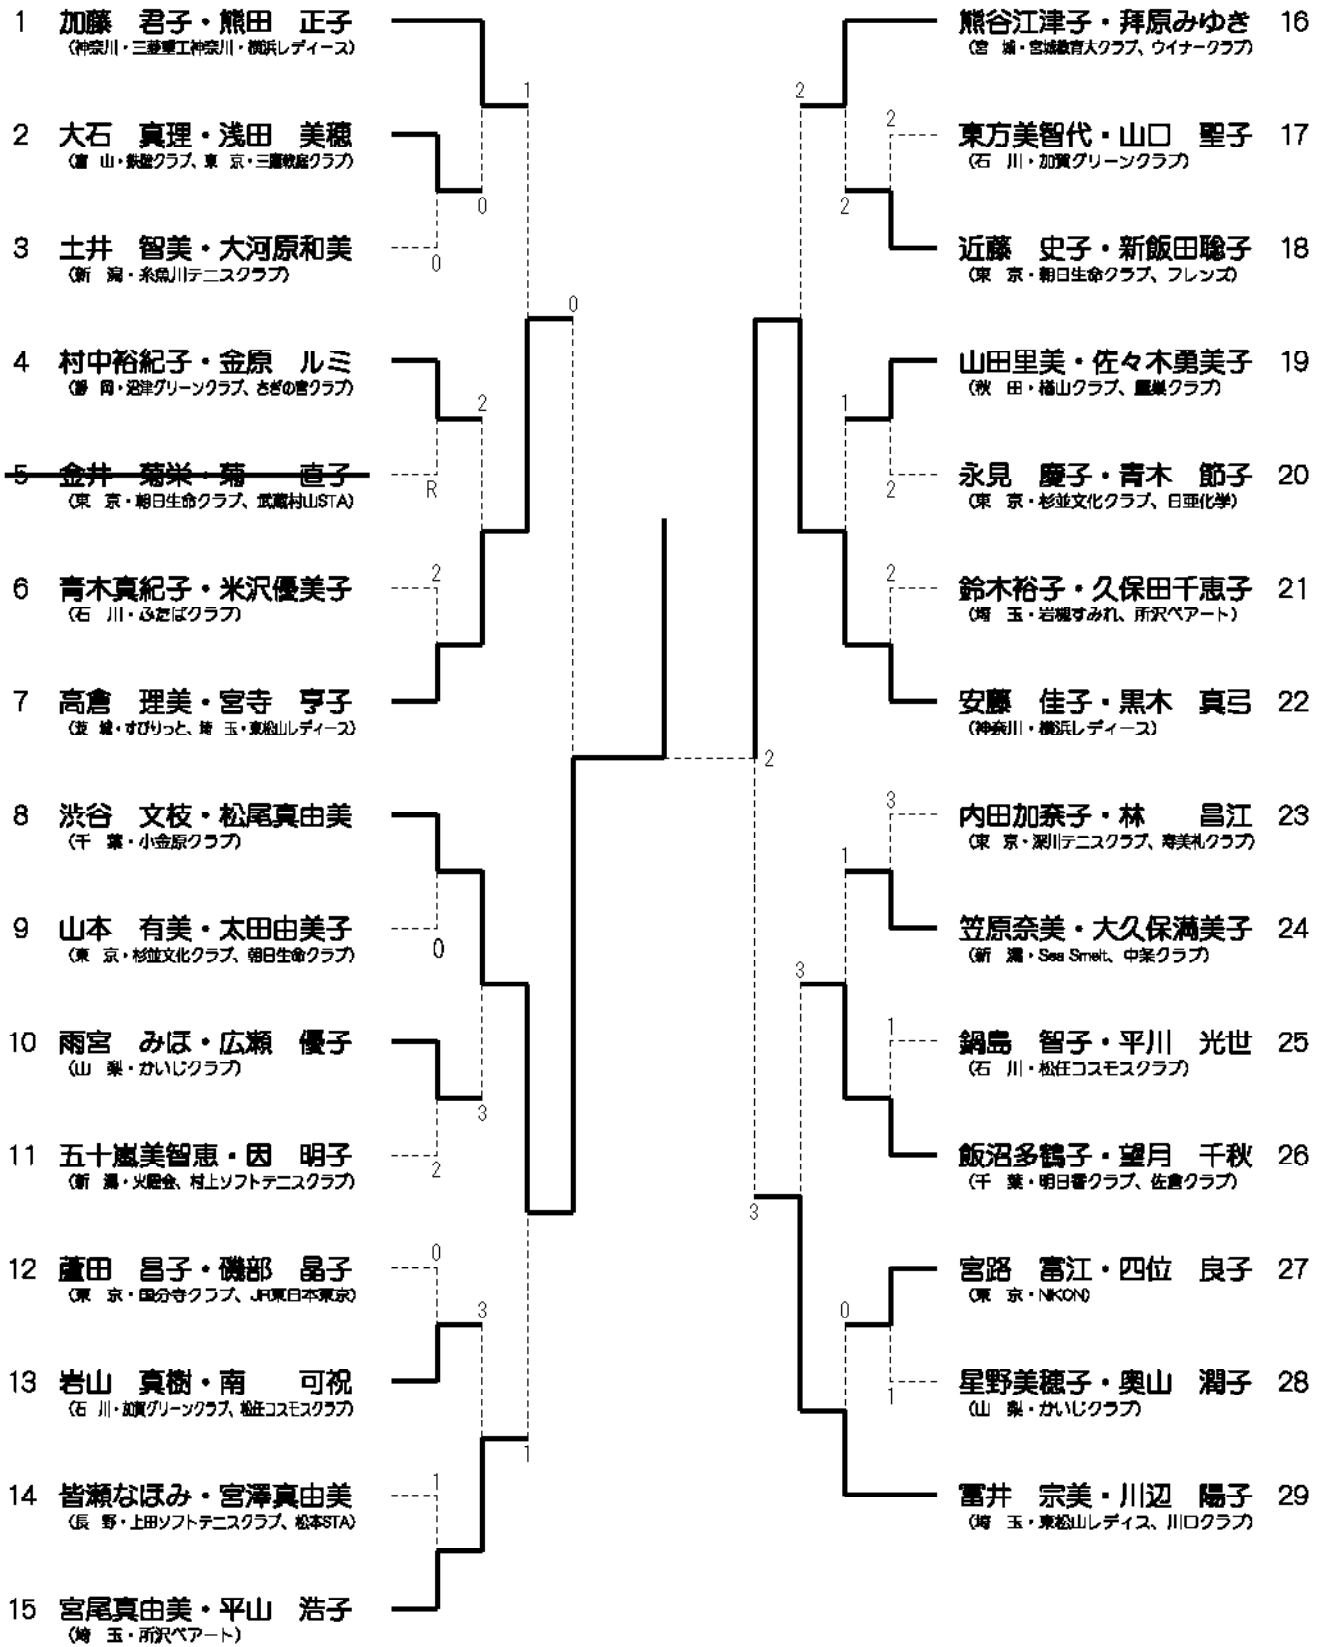 1 加藤 君子・熊田 正子
(神奈川・三菱重工神奈川・横浜レディース)
1
2 大石 真理・浅田 美穂
0
3 土井 智美・大河原和美
(新 潟・糸魚川テニスクラブ)
0
0
4 村中裕紀子・金原 ルミ
(静 岡・沼津グリーンクラブ、さぎの宮クラブ)
2
5 金井 菊栄・菊 直子
(東 京・朝日生命クラブ、武蔵村山STA)
R
6 青木真紀子・米沢優美子
(石 川・ふたばクラブ)
2
7 高倉 理美・宮寺 亨子
(茨 城・すぴりっと、埼 玉・東松山レディース)
8 渋谷 文枝・松尾真由美
(千 葉・小金原クラブ)
9 山本 有美・太田由美子
(東 京・杉並文化クラブ、朝日生命クラブ)
0
10 雨宮 みほ・広瀬 優子
(山 梨・かいじクラブ)
3
11 五十嵐美智恵・因 明子
(新 潟・火曜会、村上ソフトテニスクラブ)
2
12 蘆田 昌子・磯部 晶子
(東 京・国分寺クラブ、JR東日本東京)
0
3
13 岩山 真樹・南 可祝
(石 川・加賀グリーンクラブ、松任コスモスクラブ)
1
14 皆瀬なほみ・宮澤真由美
(長 野・上田ソフトテニスクラブ、松本STA)
1
15 宮尾真由美・平山 浩子
(埼 玉・所沢ペアート)
熊谷江津子・拜原みゆき 16
(宮 城・宮城教育大クラブ、ウイナークラブ)
2
東方美智代・山口 聖子 17
(石 川・加賀グリーンクラブ)
2
2
近藤 史子・新飯田聡子 18
(東 京・朝日生命クラブ、フレンズ)
山田里美・佐々木勇美子 19
(秋 田・楢山クラブ、鷹巣クラブ)
1
永見 慶子・青木 節子 20
(東 京・杉並文化クラブ、日亜化学)
2
鈴木裕子・久保田千恵子 21
(埼 玉・岩槻すみれ、所沢ペアート)
2
安藤 佳子・黒木 真弓 22
(神奈川・横浜レディース)
2
内田加奈子・林 昌江 23
(東 京・深川テニスクラブ、寿美礼クラブ)
3
1
笠原奈美・大久保満美子 24
(新 潟・Sea Smelt、中条クラブ)
3
鍋島 智子・平川 光世 25
(石 川・松任コスモスクラブ)
1
飯沼多鶴子・望月 千秋 26
(千 葉・明日香クラブ、佐倉クラブ)
3
宮路 富江・四位 良子 27
(東 京・NIKON)
0
星野美穂子・奥山 潤子 28
(山 梨・かいじクラブ)
1
冨井 宗美・川辺 陽子 29
(埼 玉・東松山レディス、川口クラブ)